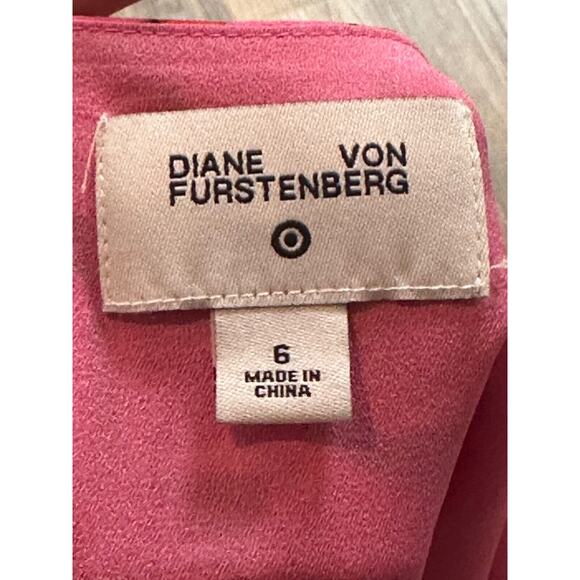 DIANE VON
FURSTENBERG
6
MADE IN
CHINA